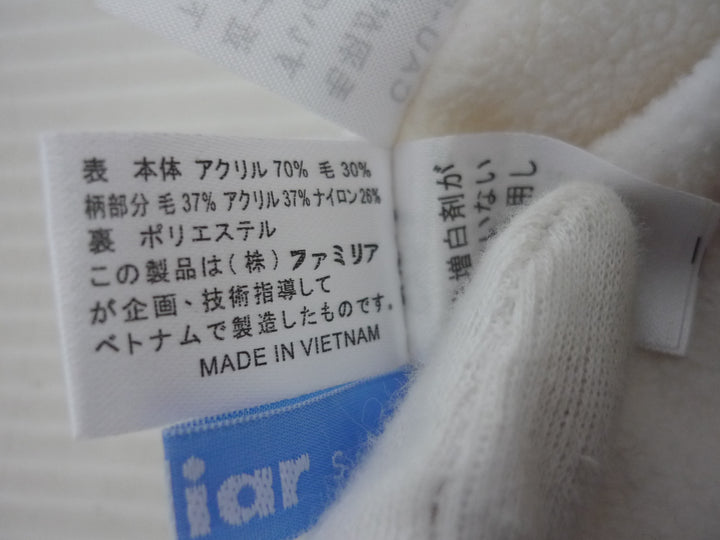 表 本体 アクリル 70% 毛 30%
柄部分 毛 37% アクリル 37% ナイロン 26%
裏 ポリエステル
この製品は(株)ファミリア
が企画、技術指導して
ベトナムで製造したものです。
MADE IN VIETNAM
増白剤が
いない
用し
iar